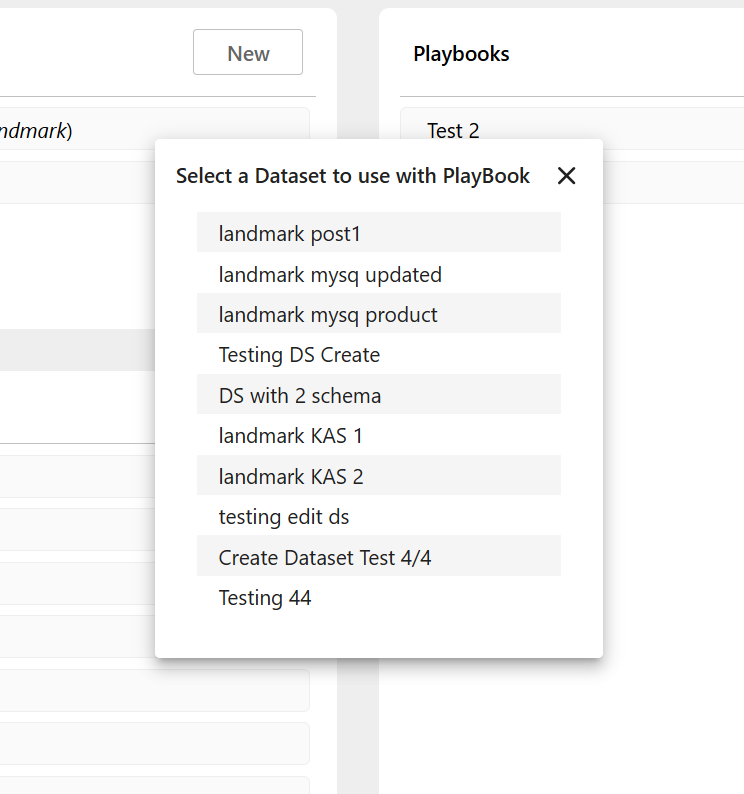 New
Playbooks
ndmark)
Test 2
Select a Dataset to use with PlayBook
landmark post1
landmark mysq updated
landmark mysq product
Testing DS Create
DS with 2 schema
landmark KAS 1
landmark KAS 2
testing edit ds
Create Dataset Test 4/4
Testing 44